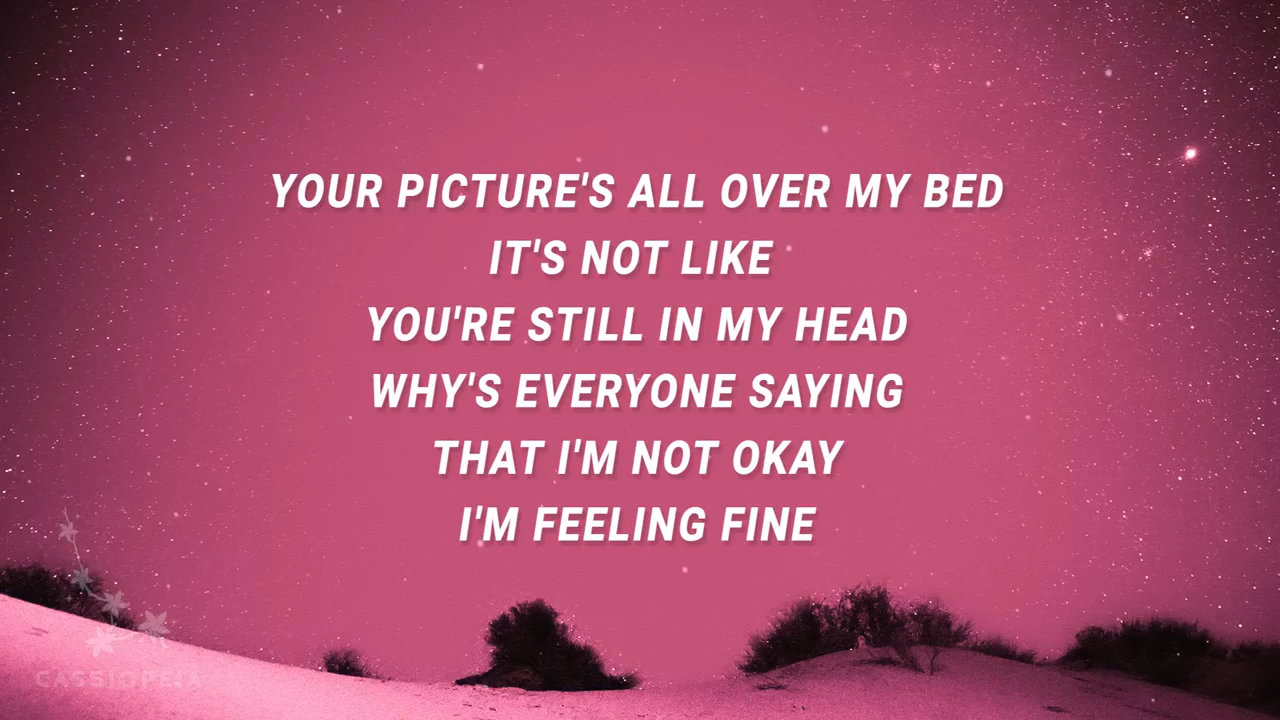 YOUR PICTURE'S ALL OVER MY BED
IT'S NOT LIKE
YOU'RE STILL IN MY HEAD
WHY'S EVERYONE SAYING
THAT I'M NOT OKAY
I'M FEELING FINE
CASSIOPEIA